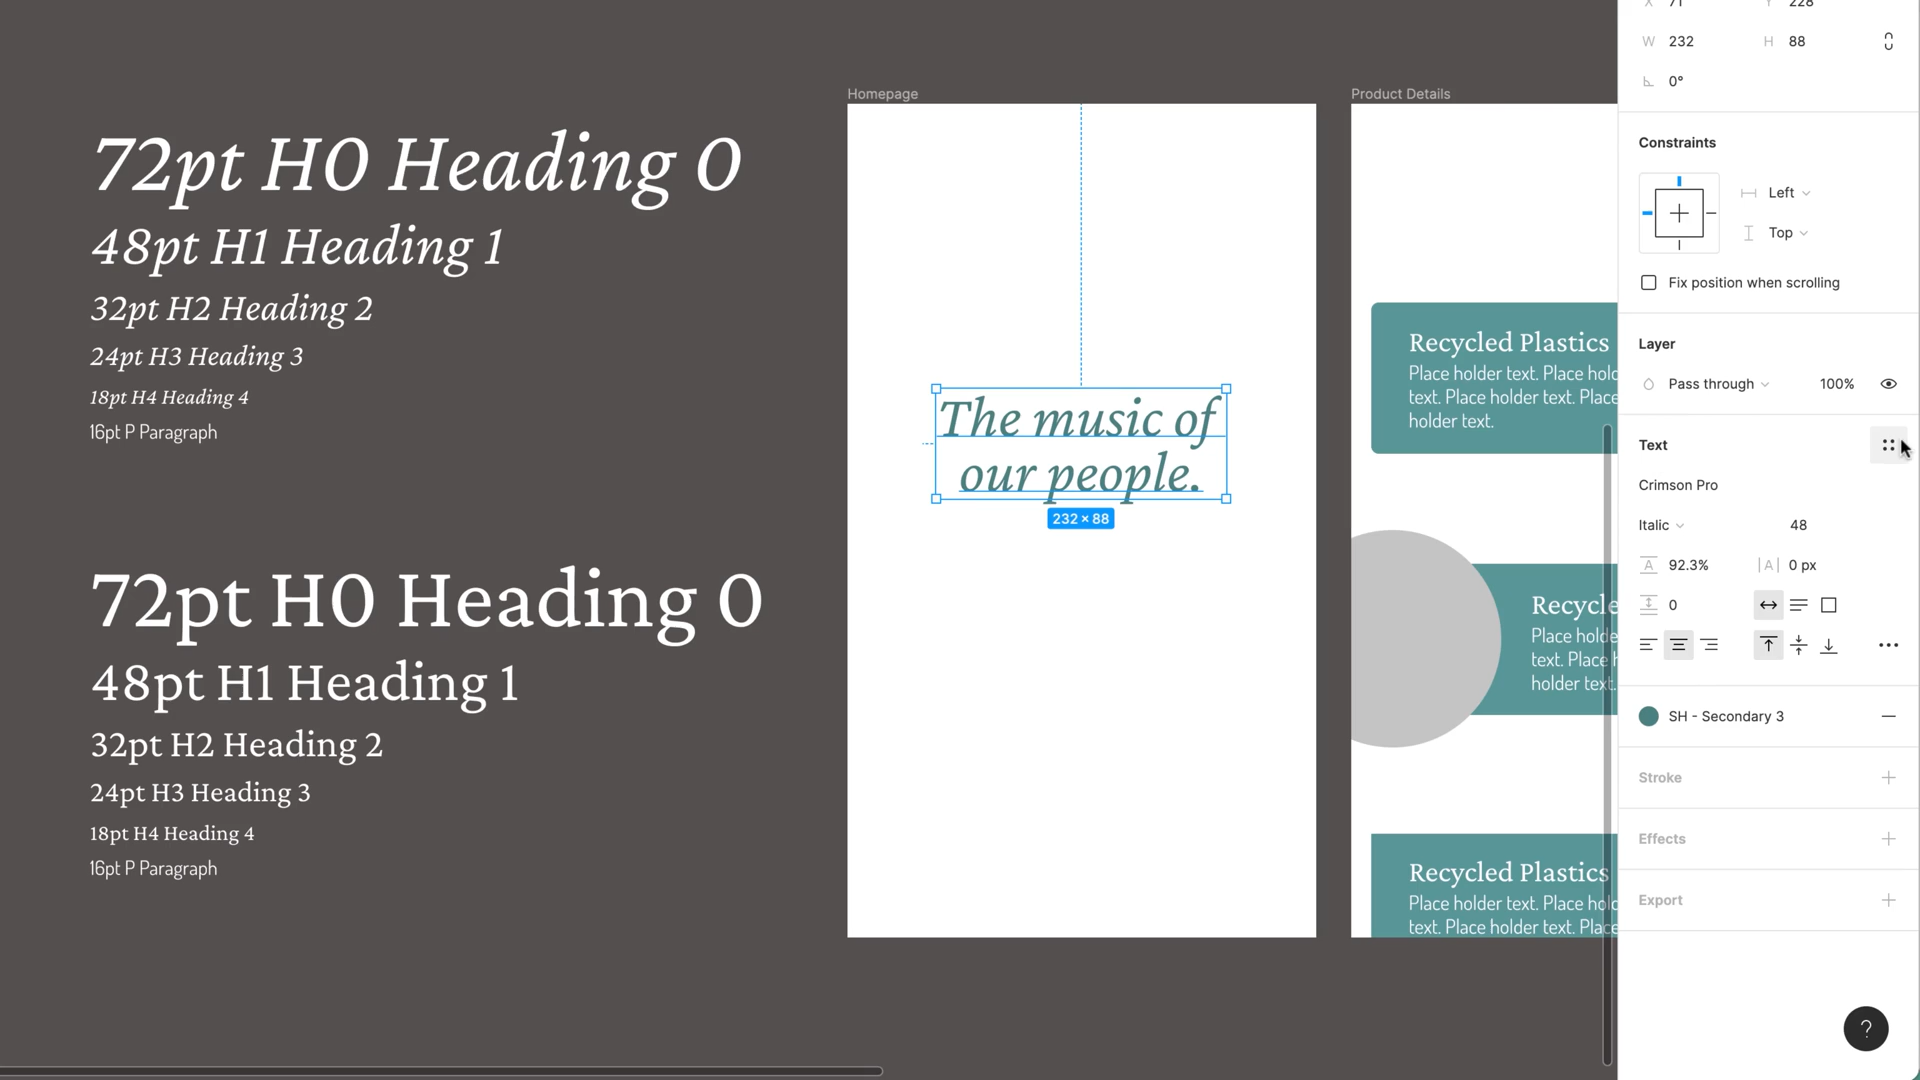 72pt H0 Heading 0
48pt H1 Heading 1
32pt H2 Heading 2
24pt H3 Heading 3
18pt H4 Heading 4
16pt P Paragraph
72pt H0 Heading 0
48pt H1 Heading 1
32pt H2 Heading 2
24pt H3 Heading 3
18pt H4 Heading 4
16pt P Paragraph
Homepage
The music of
our people.
232 × 88
Product Details
Recycled Plastics
Place holder text. Place hold
text. Place holder text. Place
holder text.
Recycle
Place holde
text. Place h
holder text.
Recycled Plastics
Place holder text. Place hold
text. Place holder text. Place
X 71 Y 228
W 232 H 88
0°
Constraints
Left
Top
Fix position when scrolling
Layer
Pass through 100%
Text
Crimson Pro
Italic 48
A 92.3% |A| 0 px
0
SH - Secondary 3
Stroke
Effects
Export
?